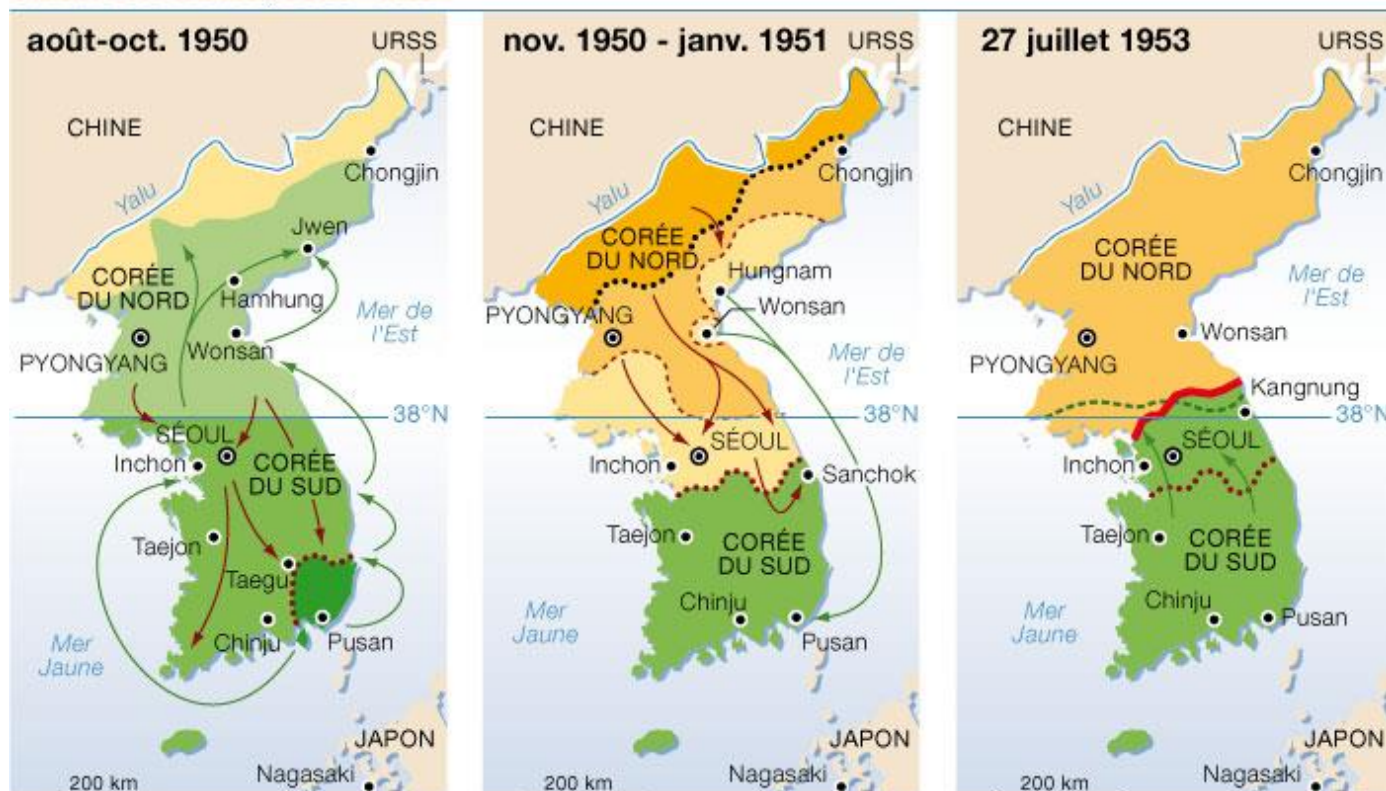 août-oct. 1950
URSS
CHINE
Chongjin
Yalu
Jwen
CORÉE
DU NORD
Hamhung
Mer de
l'Est
PYONGYANG
Wonsan
38°N
SÉOUL
Inchon
CORÉE
DU SUD
Taejon
Taegu
Chinju
Pusan
Mer
Jaune
JAPON
200 km
Nagasaki
nov. 1950 - janv. 1951
URSS
CHINE
Chongjin
Yalu
CORÉE
DU NORD
Hungnam
Wonsan
PYONGYANG
Mer de
l'Est
38°N
SÉOUL
Inchon
Sanchok
Taejon
CORÉE
DU SUD
Chinju
Pusan
Mer
Jaune
JAPON
200 km
Nagasaki
27 juillet 1953
URSS
CHINE
Chongjin
Yalu
CORÉE
DU NORD
Mer de
l'Est
Wonsan
PYONGYANG
Kangnung
38°N
SÉOUL
Inchon
Taejon
CORÉE
DU SUD
Chinju
Pusan
Mer
Jaune
JAPON
200 km
Nagasaki